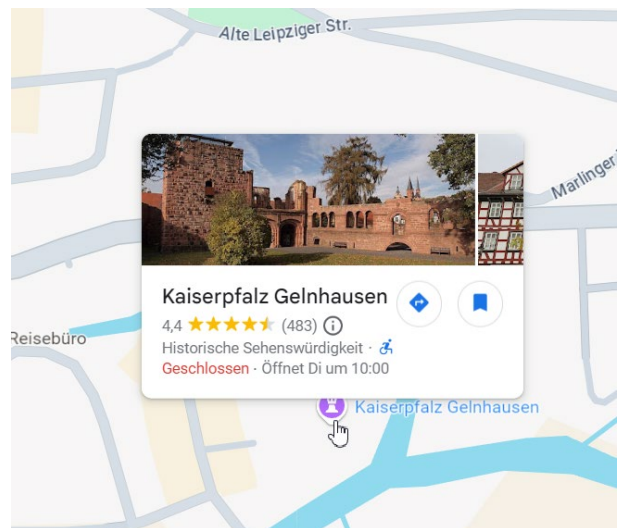 Alte Leipziger Str.
Marlinger
Kaiserpfalz Gelnhausen
4,4 (483)
Reisebüro
Historische Sehenswürdigkeit ·
Geschlossen · Öffnet Di um 10:00
Kaiserpfalz Gelnhausen